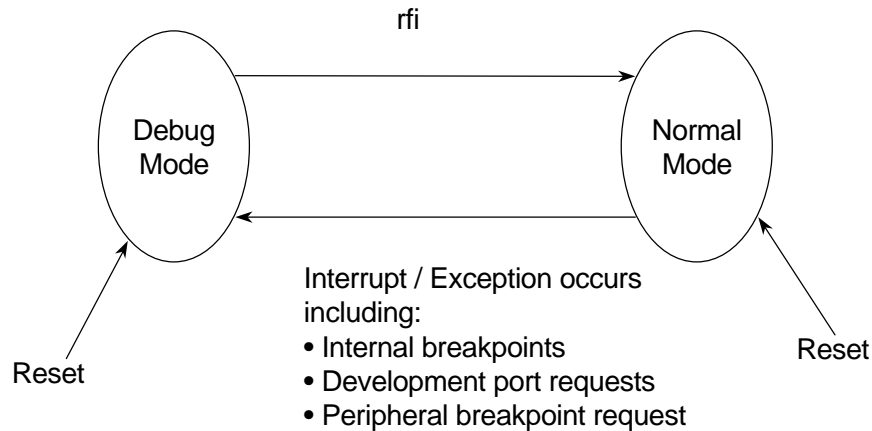 rfi
Debug
Mode
Normal
Mode
Interrupt / Exception occurs
including:
• Internal breakpoints
• Development port requests
• Peripheral breakpoint request
Reset
Reset